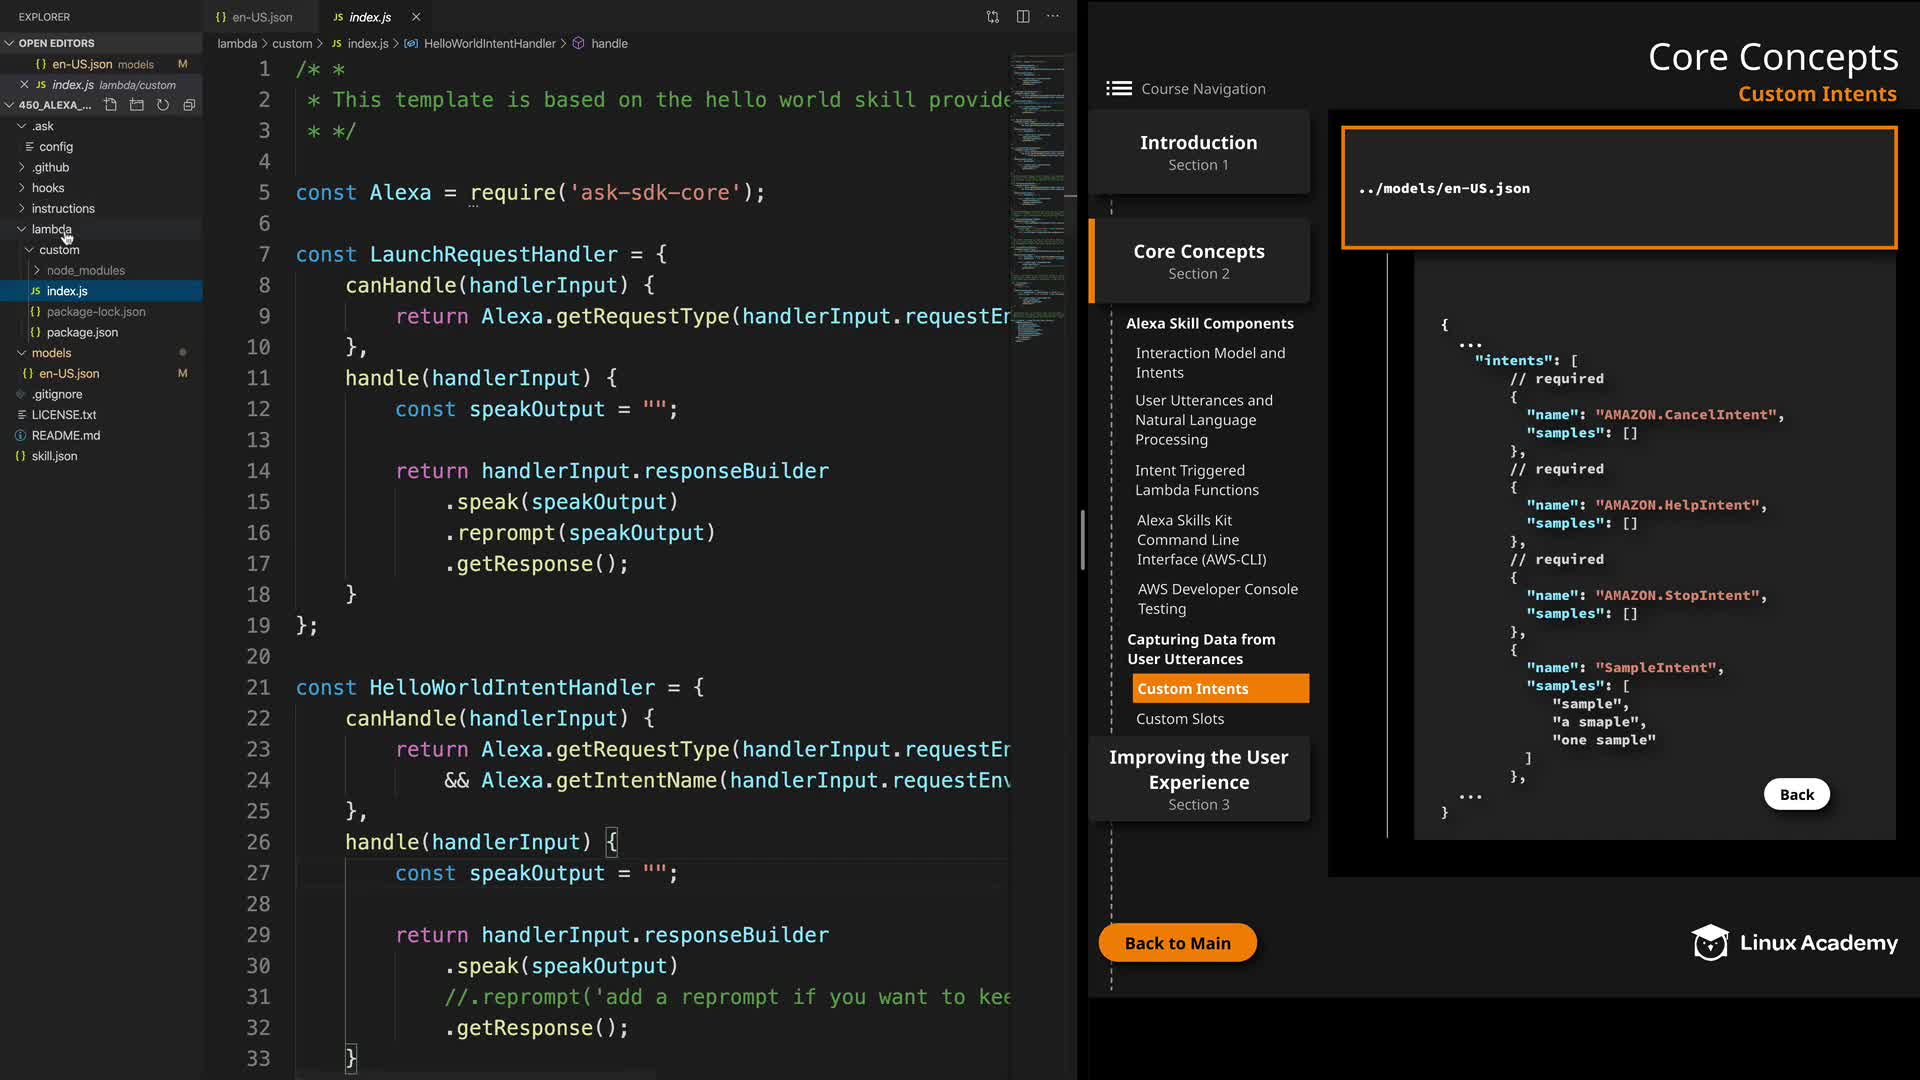 EXPLORER
OPEN EDITORS
{ } en-US.json models M
JS index.js lambda/custom
450_ALEXA_...
.ask
config
.github
hooks
instructions
lambda
custom
node_modules
JS index.js
{ } package-lock.json
{ } package.json
models
{ } en-US.json M
.gitignore
LICENSE.txt
README.md
{ } skill.json
{ } en-US.json
JS index.js
lambda > custom > JS index.js > HelloWorldIntentHandler > handle
1 /* *
2  * This template is based on the hello world skill provide
3  * */
4
5 const Alexa = require('ask-sdk-core');
6
7 const LaunchRequestHandler = {
8     canHandle(handlerInput) {
9         return Alexa.getRequestType(handlerInput.requestEn
10     },
11     handle(handlerInput) {
12         const speakOutput = "";
13
14         return handlerInput.responseBuilder
15             .speak(speakOutput)
16             .reprompt(speakOutput)
17             .getResponse();
18     }
19 };
20
21 const HelloWorldIntentHandler = {
22     canHandle(handlerInput) {
23         return Alexa.getRequestType(handlerInput.requestEn
24             && Alexa.getIntentName(handlerInput.requestEnv
25     },
26     handle(handlerInput) {
27         const speakOutput = "";
28
29         return handlerInput.responseBuilder
30             .speak(speakOutput)
31             //.reprompt('add a reprompt if you want to kee
32             .getResponse();
33     }
Core Concepts
Custom Intents
Course Navigation
Introduction
Section 1
Core Concepts
Section 2
Alexa Skill Components
Interaction Model and
Intents
User Utterances and
Natural Language
Processing
Intent Triggered
Lambda Functions
Alexa Skills Kit
Command Line
Interface (AWS-CLI)
AWS Developer Console
Testing
Capturing Data from
User Utterances
Custom Intents
Custom Slots
Improving the User
Experience
Section 3
Back to Main
../models/en-US.json
{
...
"intents": [
// required
{
"name": "AMAZON.CancelIntent",
"samples": []
},
// required
{
"name": "AMAZON.HelpIntent",
"samples": []
},
// required
{
"name": "AMAZON.StopIntent",
"samples": []
},
{
"name": "SampleIntent",
"samples": [
"sample",
"a smaple",
"one sample"
]
},
...
}
Back
Linux Academy